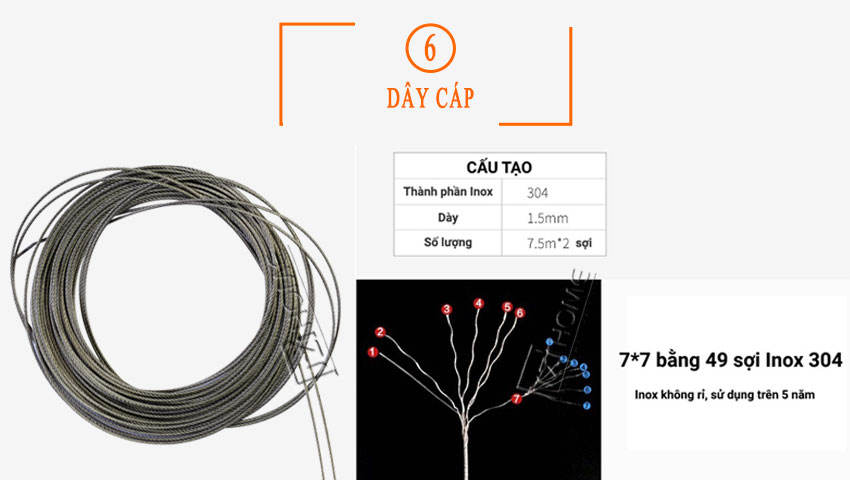 6
DÂY CÁP
CẤU TẠO
Thành phần Inox 304
Dày 1.5mm
Số lượng 7.5m*2 sợi
1
2
3
4
5
6
7
HOME
7*7 bằng 49 sợi Inox 304
Inox không rỉ, sử dụng trên 5 năm